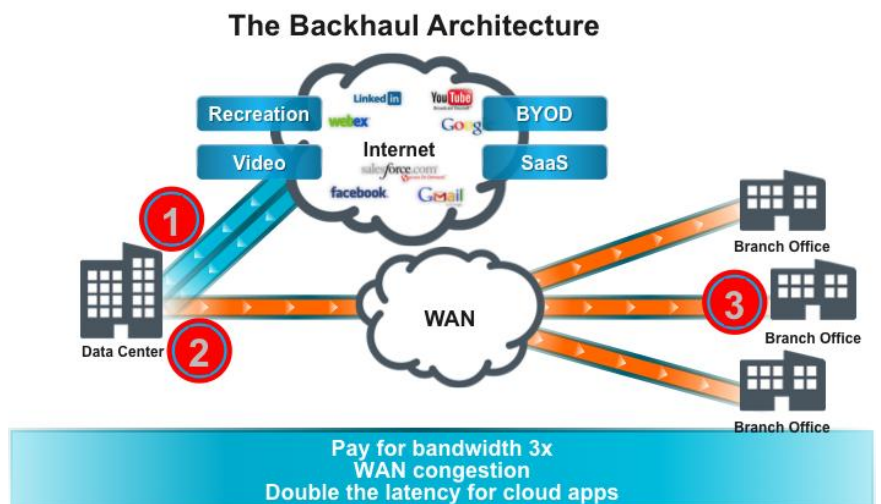 The Backhaul Architecture
Recreation
Linked in
YouTube
BYOD
webex
Google
Internet
Video
SaaS
salesforce.com
facebook
Gmail
1
Branch Office
WAN
3
Data Center
2
Branch Office
Branch Office
Pay for bandwidth 3x
WAN congestion
Double the latency for cloud apps